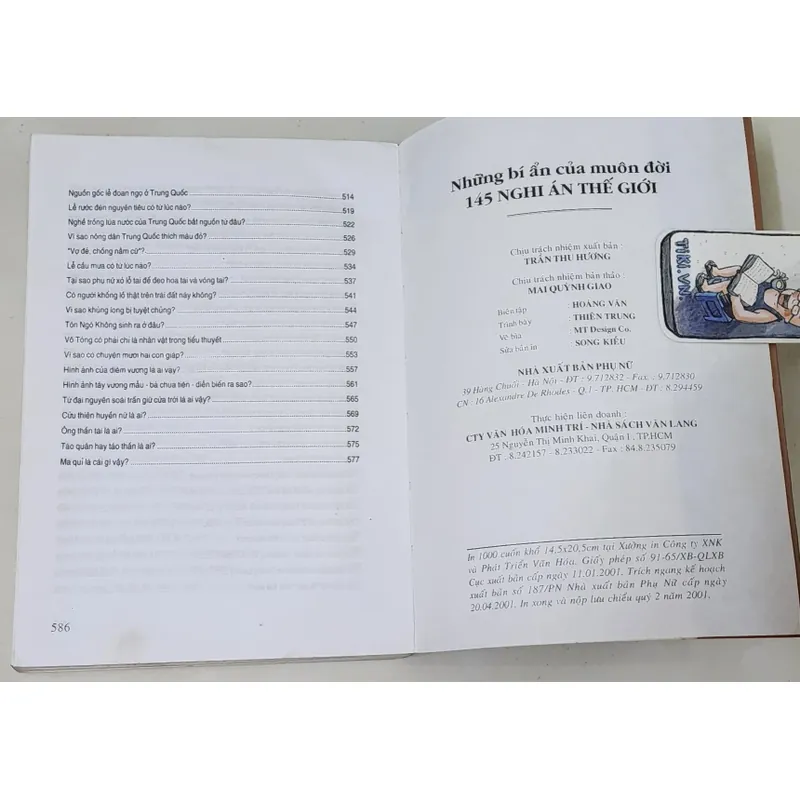 Nguồn gốc lễ đoan ngọ ở Trung Quốc 514
Lễ rước đèn nguyên tiêu có từ lúc nào? 519
Nghề trồng lúa nước của Trung Quốc bắt nguồn từ đâu? 522
Vì sao nông dân Trung Quốc thích màu đỏ? 526
"Vợ đẻ, chồng nằm cữ"? 529
Lễ cầu mưa có từ lúc nào? 534
Tại sao phụ nữ xỏ lỗ tai để đeo hoa tai và vòng tai? 537
Có người khổng lồ thật trên trái đất này không? 541
Vì sao khủng long bị tuyệt chủng? 544
Tôn Ngộ Không sinh ra ở đâu? 547
Võ Tòng có phải chỉ là nhân vật trong tiểu thuyết 550
Vì sao có chuyện mười hai con giáp? 553
Hình ảnh của diêm vương là ai vạy? 557
Hình ảnh tây vương mẫu - bà chúa tiên - diễn biến ra sao? 561
Tứ đại nguyên soái trấn giữ cửa trời là ai vậy? 565
Cửu thiên huyền nữ là ai? 569
Ông thần tài là ai? 572
Táo quân hay táo thần là ai? 575
Ma quỉ là cái gì vậy? 577
586
Những bí ẩn của muôn đời
145 NGHI ÁN THẾ GIỚI
Chịu trách nhiệm xuất bản :
TRẦN THU HƯƠNG
Chịu trách nhiệm bản thảo :
MAI QUỲNH GIAO
Biên tập : HOÀNG VÂN
Trình bày : THIÊN TRUNG
Vẽ bìa : MT Design Co.
Sửa bản in : SONG KIỀU
NHÀ XUẤT BẢN PHỤ NỮ
39 Hàng Chuối - Hà Nội - ĐT : 9.712832 - Fax. : 9.712830
CN : 16 Alexandre De Rhodes - Q.1 - TP. HCM - ĐT : 8.294459
Thực hiện liên doanh :
CTY VĂN HÓA MINH TRÍ - NHÀ SÁCH VĂN LANG
25 Nguyễn Thị Minh Khai, Quận I , TP.HCM
ĐT : 8.242157 - 8.233022 - Fax : 84.8.235079
In 1000 cuốn khổ 14,5x20,5cm tại Xưởng in Công ty XNK
và Phát Triển Văn Hóa. Giấy phép số 91-65/XB-QLXB
Cục xuất bản cấp ngày 11.01.2001. Trích ngang kế hoạch
xuất bản số 187/PN Nhà xuất bản Phụ Nữ cấp ngày
20.04.2001. In xong và nộp lưu chiểu quý 2 năm 2001.
TIKI.VN